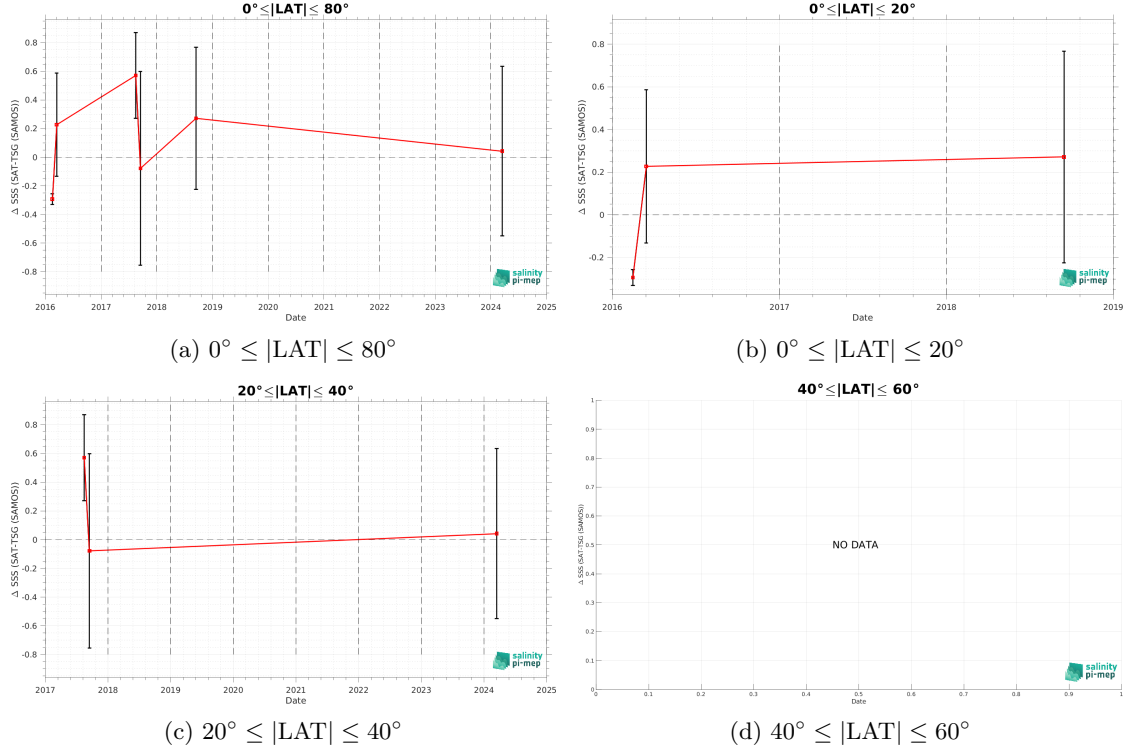 0°≤|LAT|≤ 80°
Δ SSS (SAT-TSG (SAMOS))
0.8
0.6
0.4
0.2
0
-0.2
-0.4
-0.6
-0.8
2016 2017 2018 2019 2020 2021 2022 2023 2024 2025
Date
salinity
pi-mep
(a) 0° ≤ |LAT| ≤ 80°
0°≤|LAT|≤ 20°
Δ SSS (SAT-TSG (SAMOS))
0.8
0.6
0.4
0.2
0
-0.2
2016 2017 2018 2019
Date
salinity
pi-mep
(b) 0° ≤ |LAT| ≤ 20°
20°≤|LAT|≤ 40°
Δ SSS (SAT-TSG (SAMOS))
0.8
0.6
0.4
0.2
0
-0.2
-0.4
-0.6
-0.8
2017 2018 2019 2020 2021 2022 2023 2024 2025
Date
salinity
pi-mep
(c) 20° ≤ |LAT| ≤ 40°
40°≤|LAT|≤ 60°
Δ SSS (SAT-TSG (SAMOS))
1
0.9
0.8
0.7
0.6
0.5
0.4
0.3
0.2
0.1
0
NO DATA
0 0.1 0.2 0.3 0.4 0.5 0.6 0.7 0.8 0.9 1
Date
salinity
pi-mep
(d) 40° ≤ |LAT| ≤ 60°